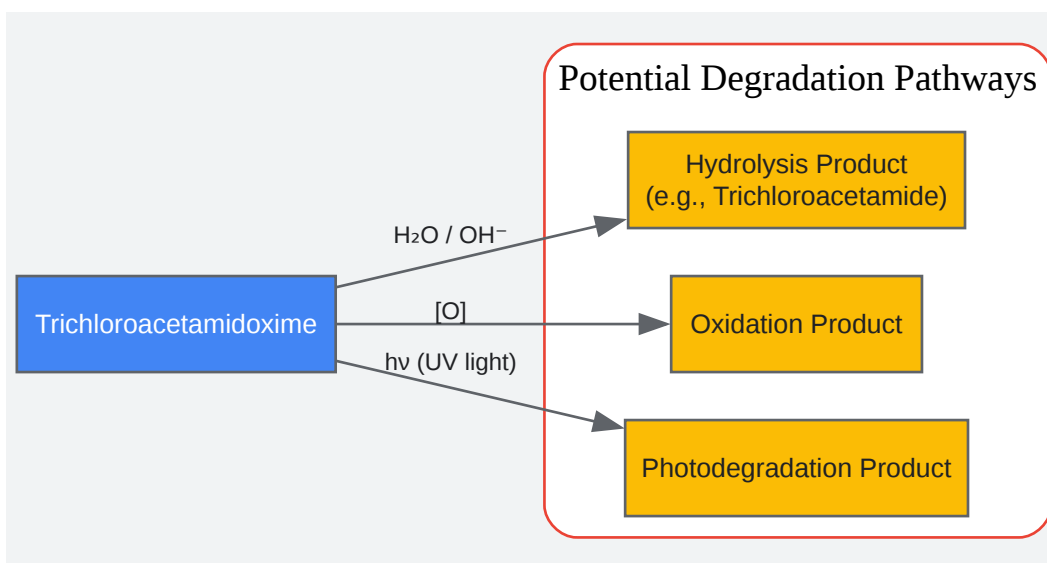 Potential Degradation Pathways
Hydrolysis Product
(e.g., Trichloroacetamide)
H₂O / OH⁻
Trichloroacetamidoxime
[O]
Oxidation Product
hν (UV light)
Photodegradation Product